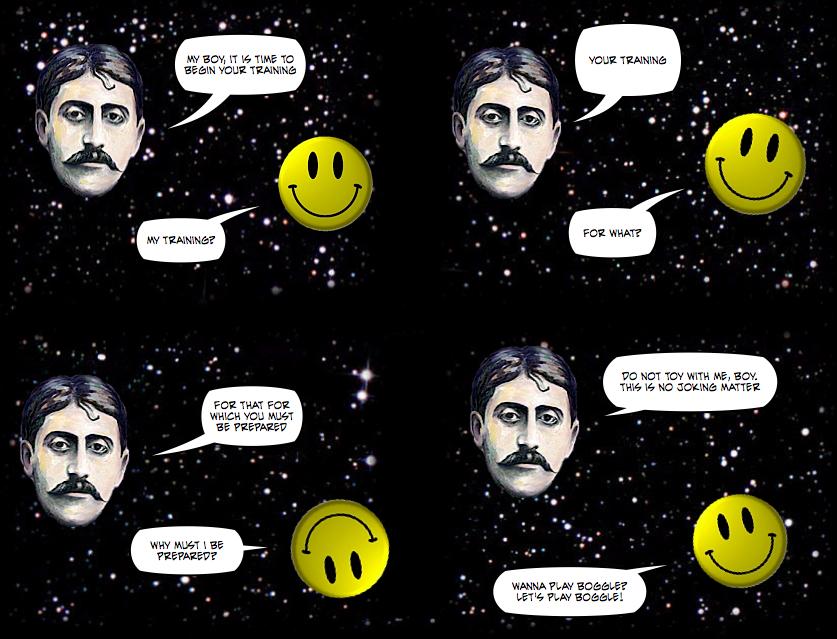 MY BOY, IT IS TIME TO
BEGIN YOUR TRAINING
MY TRAINING?
YOUR TRAINING
FOR WHAT?
FOR THAT FOR
WHICH YOU MUST
BE PREPARED
WHY MUST I BE
PREPARED?
DO NOT TOY WITH ME, BOY.
THIS IS NO JOKING MATTER
WANNA PLAY BOGGLE?
LET'S PLAY BOGGLE!